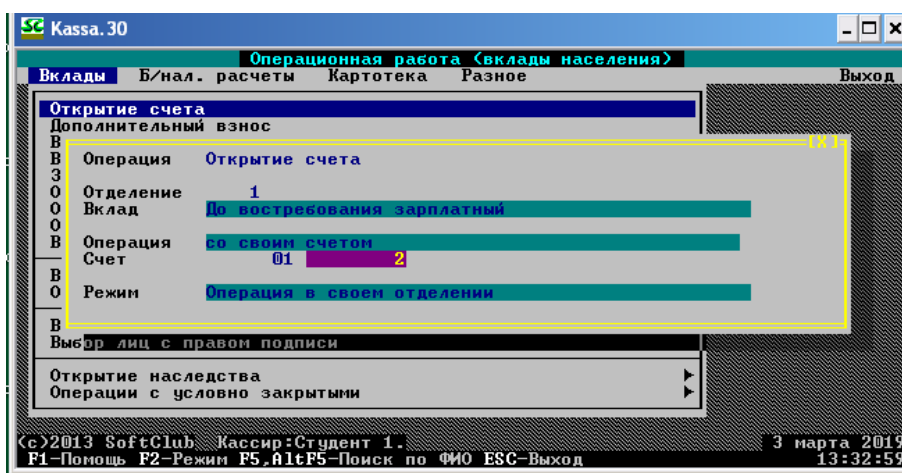 SC Kassa.30
Операционная работа (вклады населения)
Вклады Б/нал. расчеты Картотека Разное Выход
Открытие счета
Дополнительный взнос
В [X]
В Операция Открытие счета
З
О Отделение 1
О Вклад До востребования зарплатный
О
В Операция со своим счетом
Счет 01 2
В
О Режим Операция в своем отделении
В
Выбор лиц с правом подписи
Открытие наследства
Операции с условно закрытыми
(c)2013 SoftClub Кассир:Студент 1. 3 марта 2019
F1-Помощь F2-Режим F5,AltF5-Поиск по ФИО ESC-Выход 13:32:59